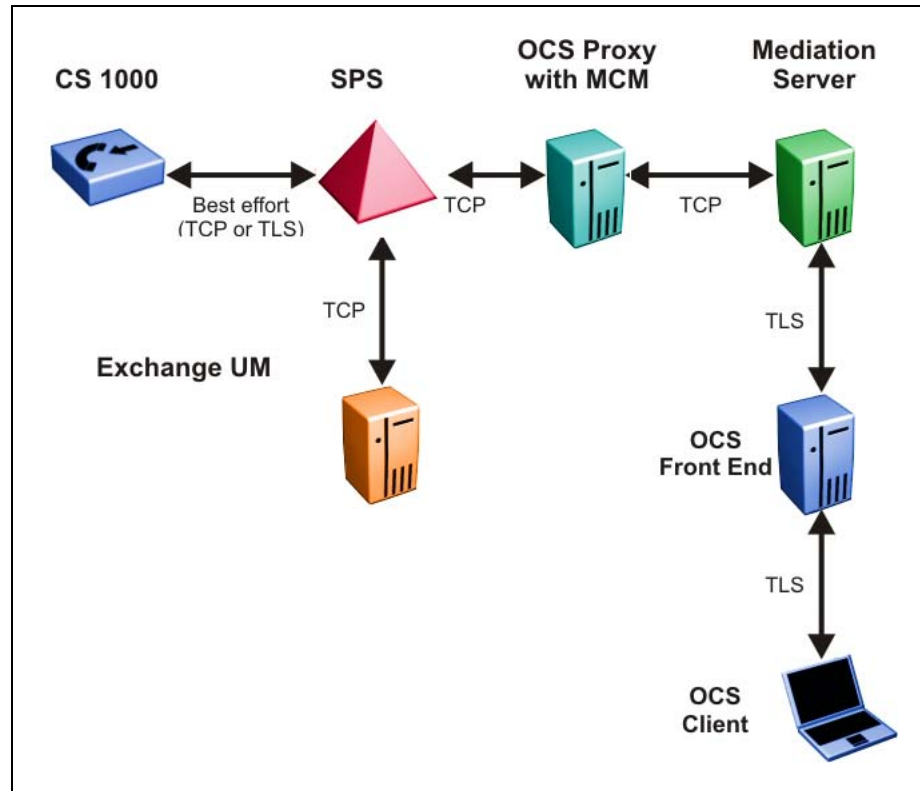 CS 1000
SPS
OCS Proxy
with MCM
Mediation
Server
Best effort
(TCP or TLS)
TCP
TCP
TCP
TLS
Exchange UM
OCS
Front End
TLS
OCS
Client